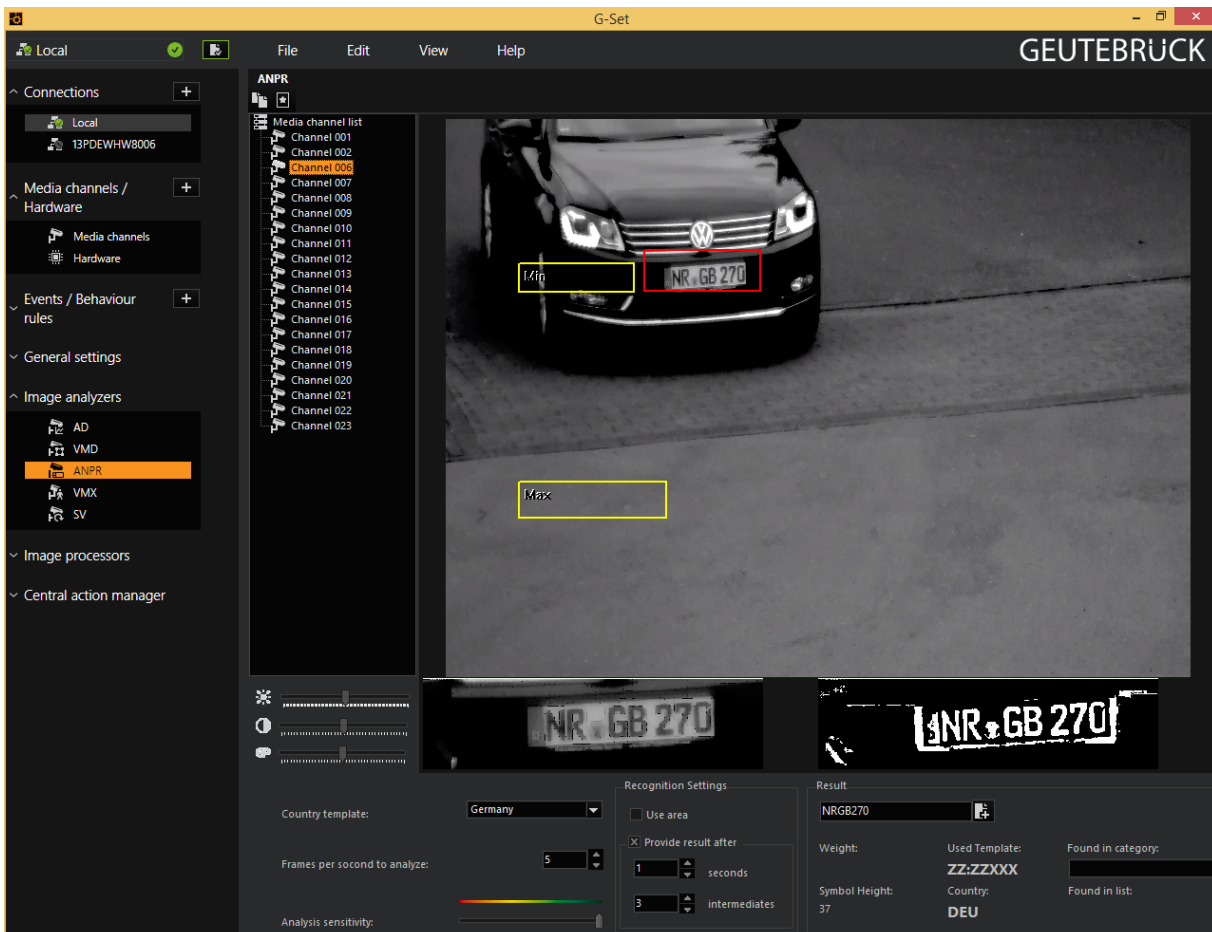 G-Set
Local
File Edit View Help
GEUTEBRÜCK
Connections
Local
13PDEWHW8006
Media channels /
Hardware
Media channels
Hardware
Events / Behaviour
rules
General settings
Image analyzers
AD
VMD
ANPR
VMX
SV
Image processors
Central action manager
ANPR
Media channel list
Channel 001
Channel 002
Channel 006
Channel 007
Channel 008
Channel 009
Channel 010
Channel 011
Channel 012
Channel 013
Channel 014
Channel 015
Channel 016
Channel 017
Channel 018
Channel 019
Channel 020
Channel 021
Channel 022
Channel 023
Min
NR GB 270
Max
NR GB 270
NR GB 270
Country template: Germany
Frames per socond to analyze: 5
Analysis sensitivity:
Recognition Settings
Use area
Provide result after
1 seconds
3 intermediates
Result
NRGB270
Weight: Used Template: Found in category:
ZZ:ZZXXX
Symbol Height: Country: Found in list:
37 DEU